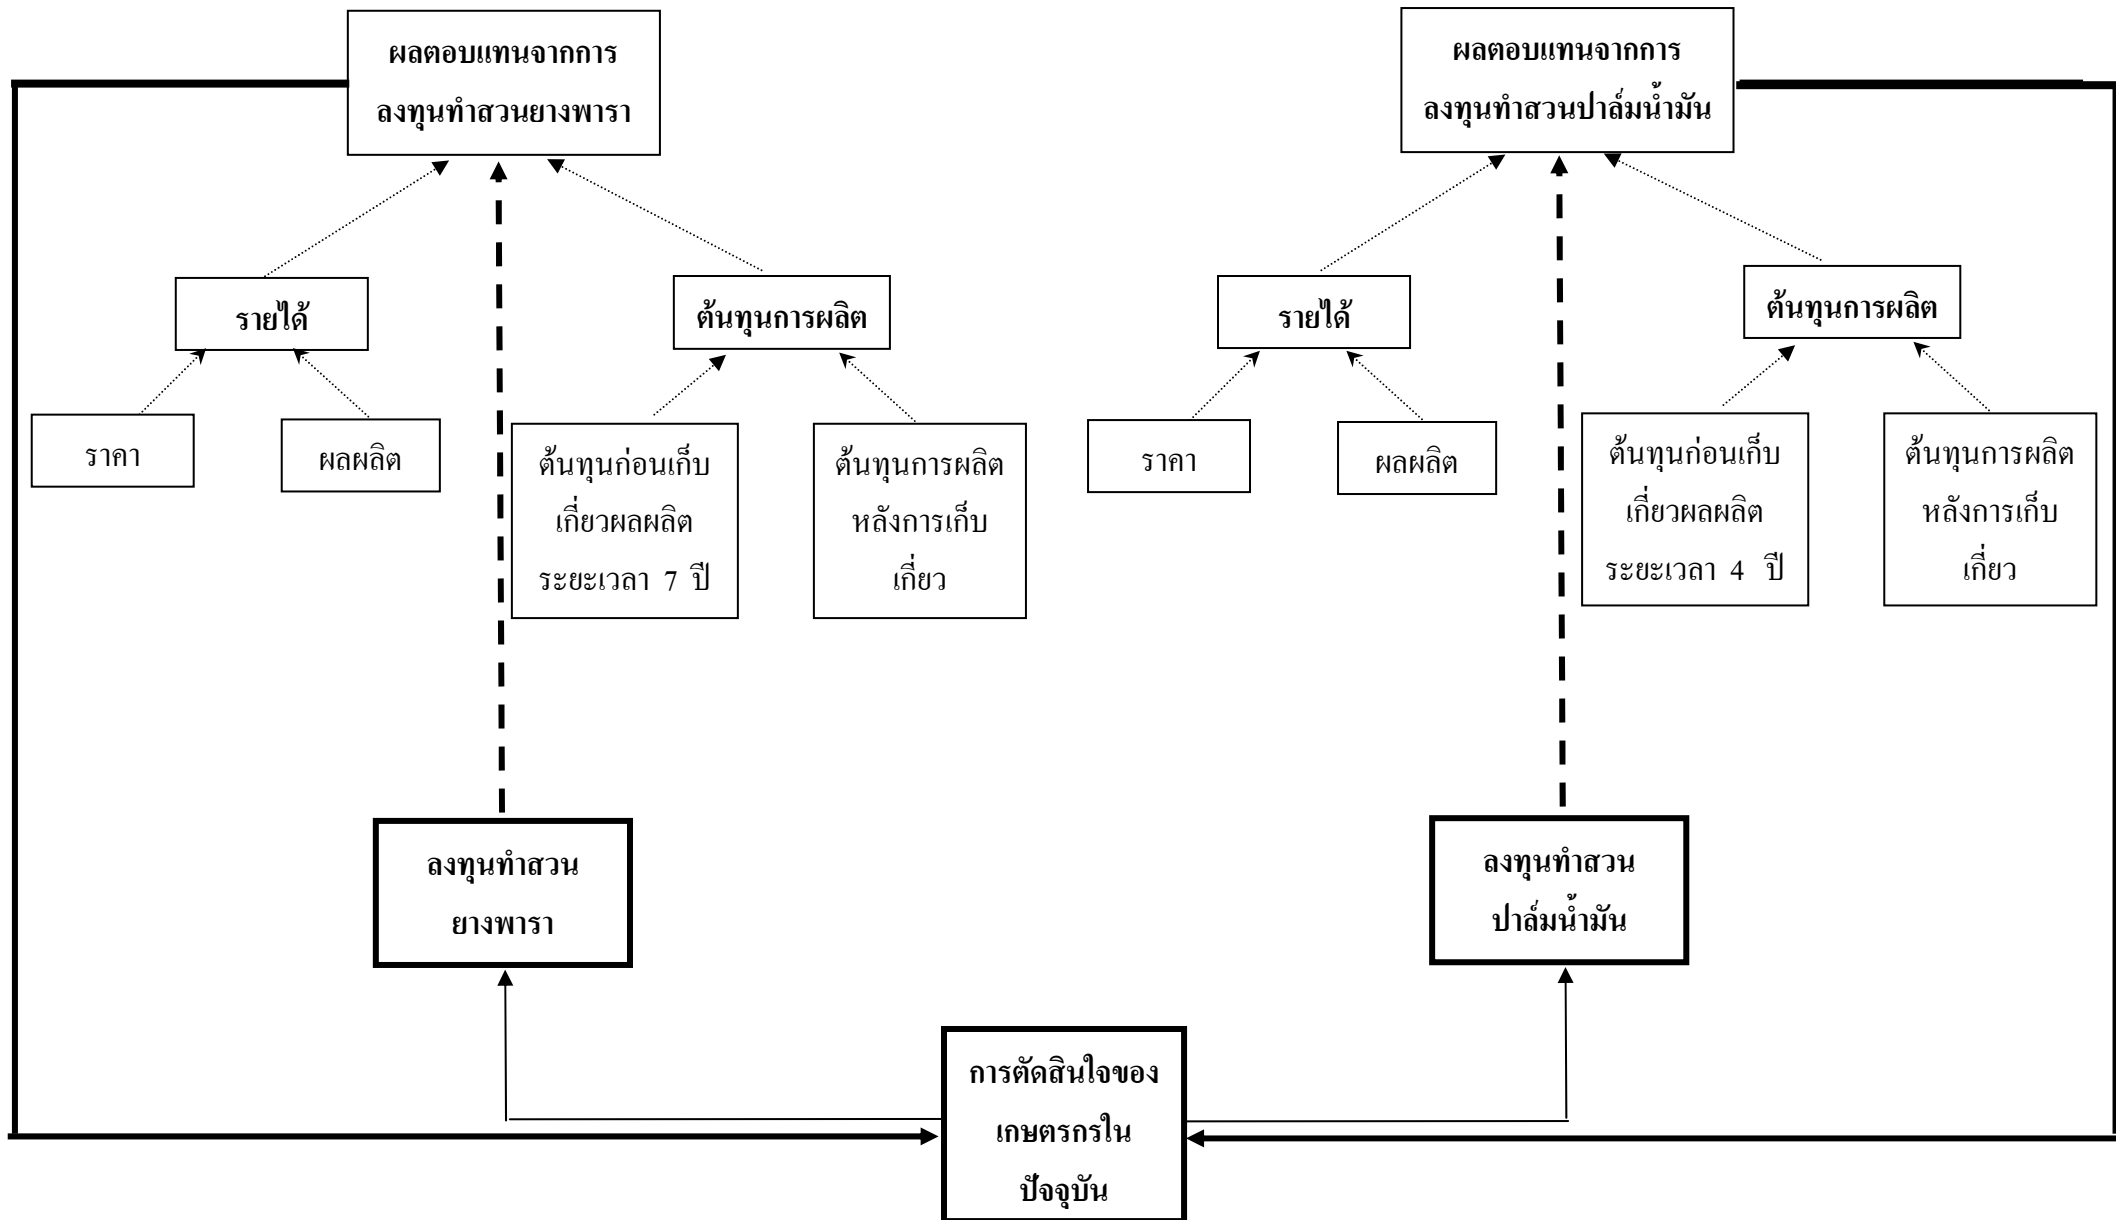 ผลตอบแทนจากการ
ลงทุนทำสวนยางพารา
ผลตอบแทนจากการ
ลงทุนทำสวนปาล์มน้ำมัน
รายได้
ต้นทุนการผลิต
รายได้
ต้นทุนการผลิต
ราคา
ผลผลิต
ต้นทุนก่อนเก็บ
เกี่ยวผลผลิต
ระยะเวลา 7 ปี
ต้นทุนการผลิต
หลังการเก็บ
เกี่ยว
ราคา
ผลผลิต
ต้นทุนก่อนเก็บ
เกี่ยวผลผลิต
ระยะเวลา 4 ปี
ต้นทุนการผลิต
หลังการเก็บ
เกี่ยว
ลงทุนทำสวน
ยางพารา
ลงทุนทำสวน
ปาล์มน้ำมัน
การตัดสินใจของ
เกษตรกรใน
ปัจจุบัน